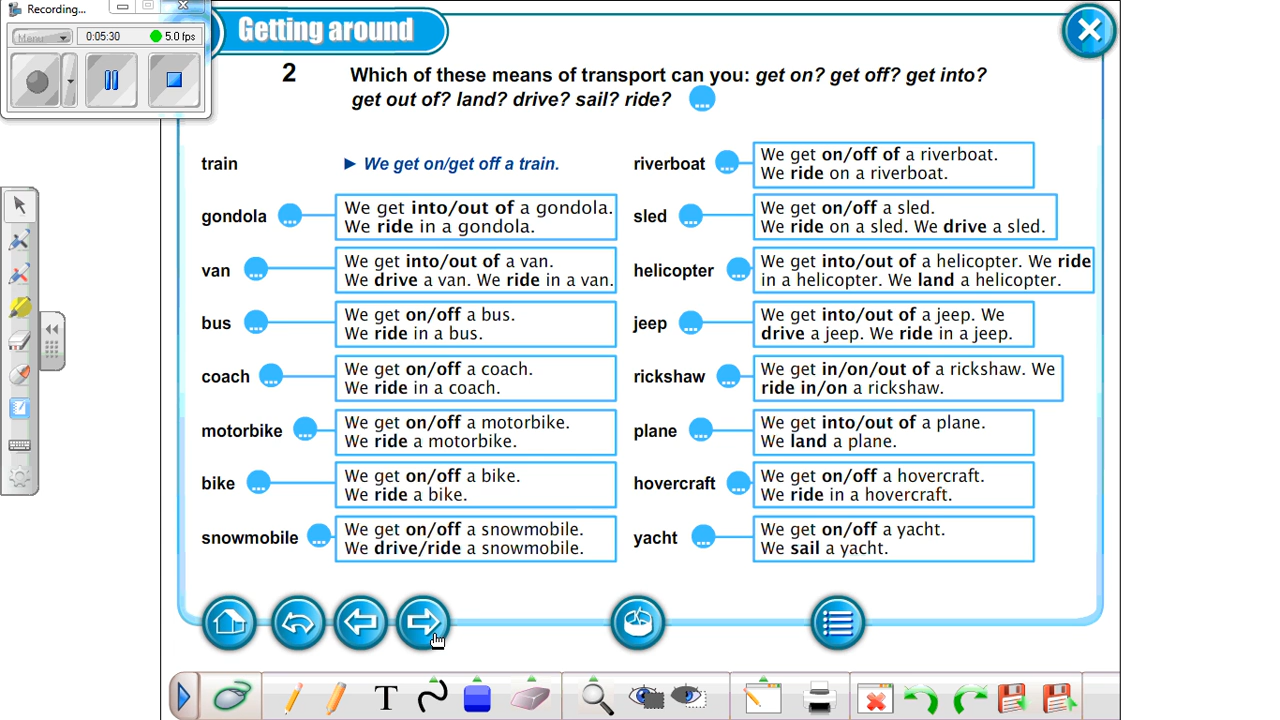 Recording...
Menu
0:05:30
5.0 fps
Getting around
2
Which of these means of transport can you: get on? get off? get into?
get out of? land? drive? sail? ride?
train
► We get on/get off a train.
gondola
We get into/out of a gondola.
We ride in a gondola.
van
We get into/out of a van.
We drive a van. We ride in a van.
bus
We get on/off a bus.
We ride in a bus.
coach
We get on/off a coach.
We ride in a coach.
motorbike
We get on/off a motorbike.
We ride a motorbike.
bike
We get on/off a bike.
We ride a bike.
snowmobile
We get on/off a snowmobile.
We drive/ride a snowmobile.
riverboat
We get on/off of a riverboat.
We ride on a riverboat.
sled
We get on/off a sled.
We ride on a sled. We drive a sled.
helicopter
We get into/out of a helicopter. We ride
in a helicopter. We land a helicopter.
jeep
We get into/out of a jeep. We
drive a jeep. We ride in a jeep.
rickshaw
We get in/on/out of a rickshaw. We
ride in/on a rickshaw.
plane
We get into/out of a plane.
We land a plane.
hovercraft
We get on/off a hovercraft.
We ride in a hovercraft.
yacht
We get on/off a yacht.
We sail a yacht.
T